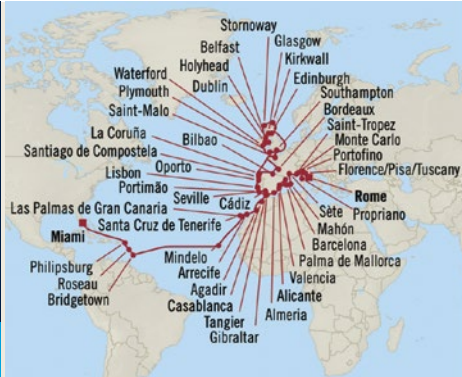 Stornoway
Belfast
Glasgow
Holyhead
Kirkwall
Waterford
Dublin
Edinburgh
Plymouth
Southampton
Saint-Malo
Bordeaux
La Coruña
Bilbao
Saint-Tropez
Santiago de Compostela
Monte Carlo
Oporto
Portofino
Lisbon
Florence/Pisa/Tuscany
Portimão
Seville
Rome
Las Palmas de Gran Canaria
Cádiz
Sète
Propriano
Santa Cruz de Tenerife
Mahón
Miami
Barcelona
Mindelo
Palma de Mallorca
Philipsburg
Arrecife
Valencia
Roseau
Agadir
Alicante
Bridgetown
Casablanca
Almeria
Tangier
Gibraltar